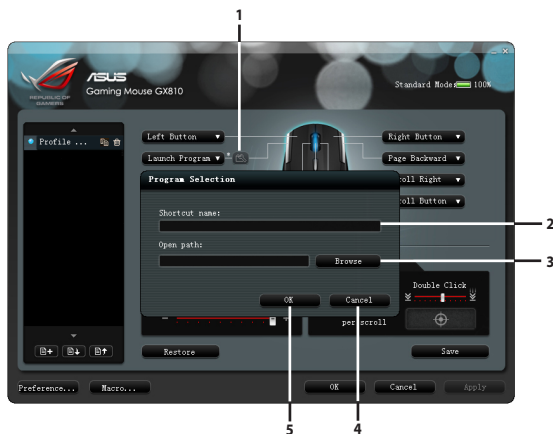 1
REPUBLIC OF
GAMERS
ASUS
Gaming Mouse GX810
Standard Mode: 100%
Profile ...
Left Button
Right Button
Launch Program
Page Backward
Program Selection
roll Right
Shortcut name:
roll Button
2
Open path:
Browse
3
Double Click
OK
Cancel
per scroll
Restore
Save
Preference...
Macro...
OK
Cancel
Apply
5
4